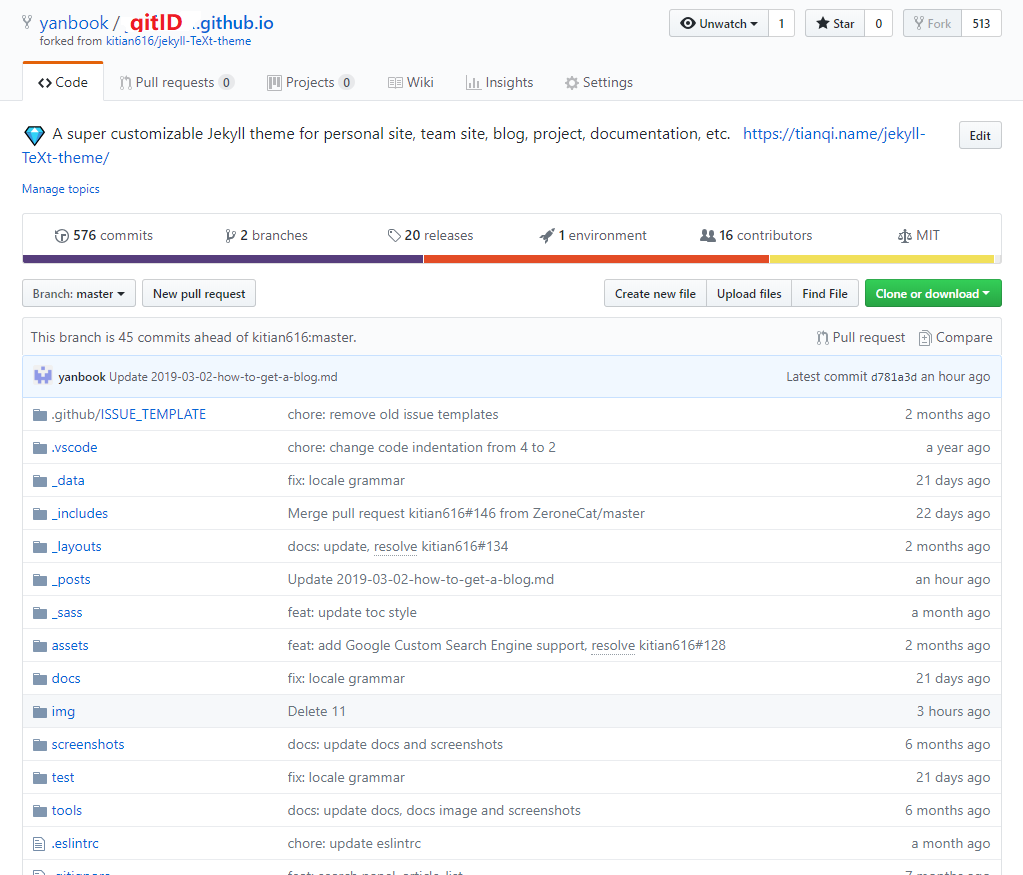 yanbook / gitID .github.io
Unwatch 1 Star 0 Fork 513
forked from kitian616/jekyll-TeXt-theme
Code Pull requests 0 Projects 0 Wiki Insights Settings
A super customizable Jekyll theme for personal site, team site, blog, project, documentation, etc. https://tianqi.name/jekyll-
TeXt-theme/
Edit
Manage topics
576 commits 2 branches 20 releases 1 environment 16 contributors MIT
Branch: master New pull request Create new file Upload files Find File Clone or download
This branch is 45 commits ahead of kitian616:master. Pull request Compare
yanbook Update 2019-03-02-how-to-get-a-blog.md Latest commit d781a3d an hour ago
.github/ISSUE_TEMPLATE chore: remove old issue templates 2 months ago
.vscode chore: change code indentation from 4 to 2 a year ago
_data fix: locale grammar 21 days ago
_includes Merge pull request kitian616#146 from ZeroneCat/master 22 days ago
_layouts docs: update, resolve kitian616#134 2 months ago
_posts Update 2019-03-02-how-to-get-a-blog.md an hour ago
_sass feat: update toc style a month ago
assets feat: add Google Custom Search Engine support, resolve kitian616#128 2 months ago
docs fix: locale grammar 21 days ago
img Delete 11 3 hours ago
screenshots docs: update docs and screenshots 6 months ago
test fix: locale grammar 21 days ago
tools docs: update docs, docs image and screenshots 6 months ago
.eslintrc chore: update eslintrc a month ago